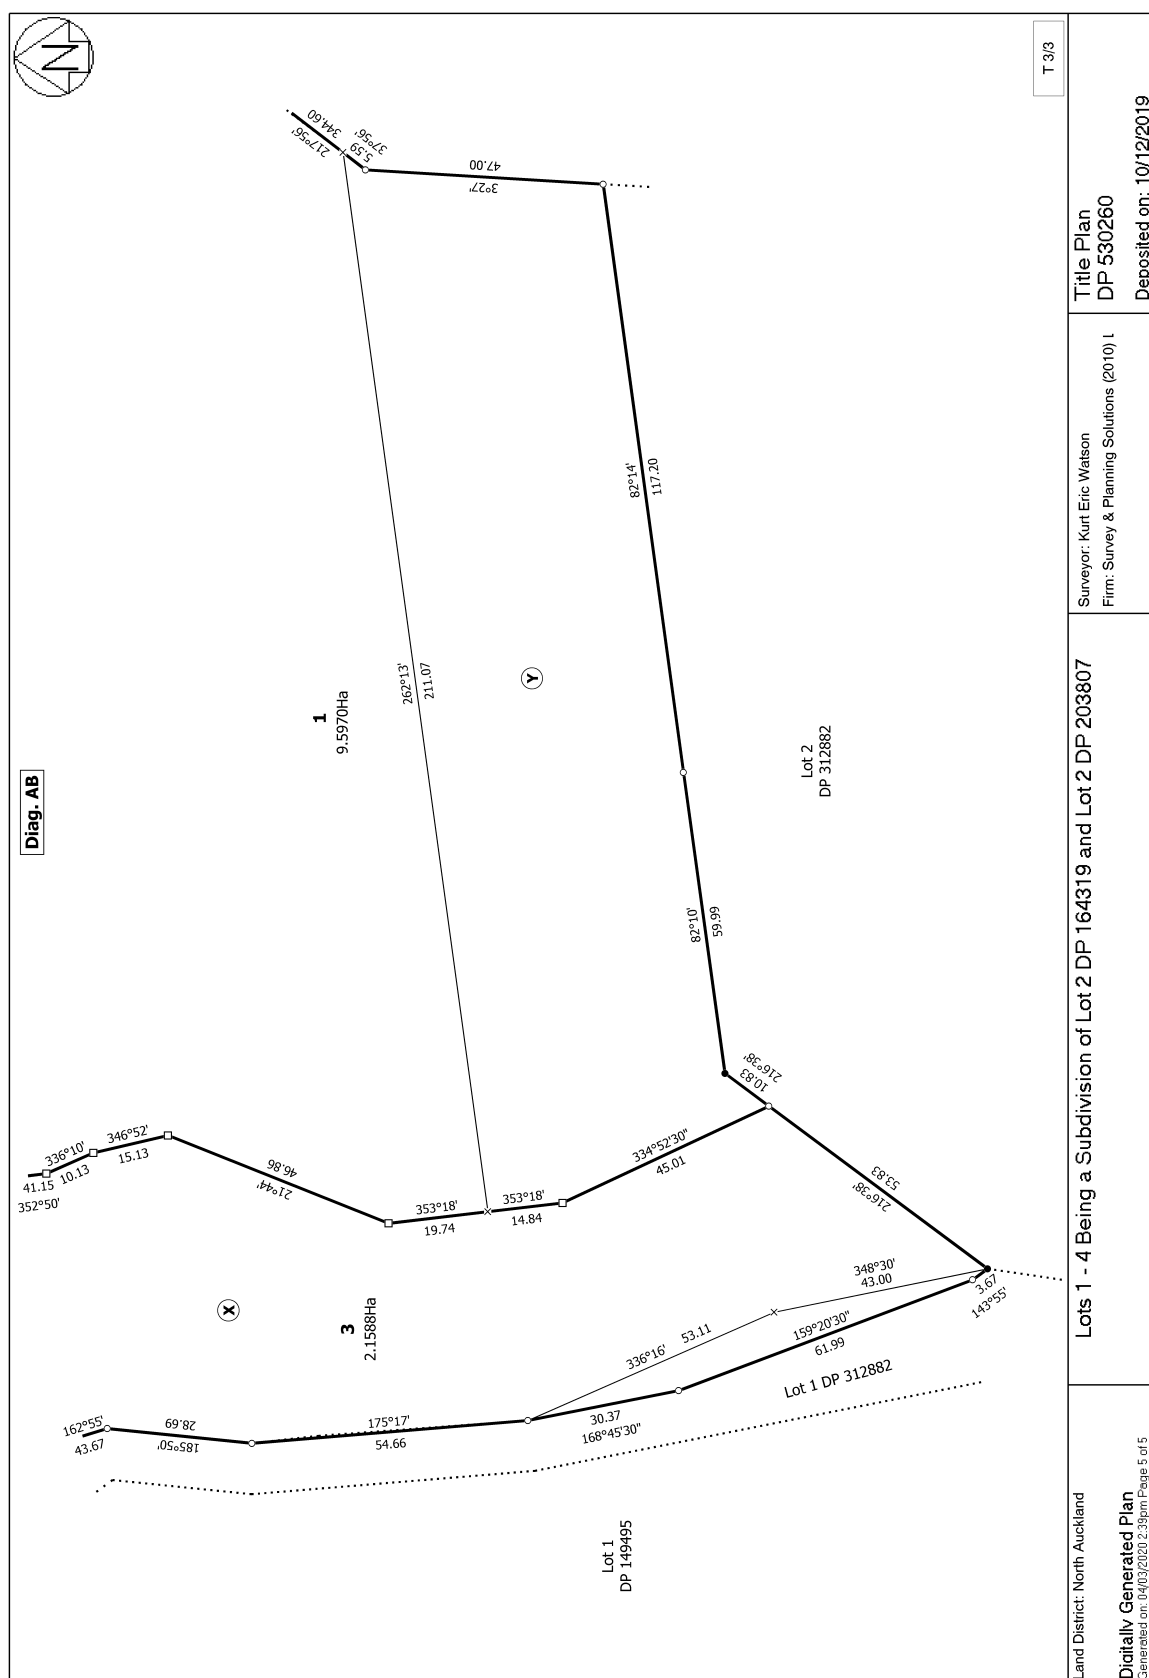 N
T 3/3
Diag. AB
217°56'
344.60
5.59
37°56'
47.00
3°27'
82°14'
117.20
262°13'
211.07
Y
1
9.5970Ha
Lot 2
DP 312882
82°10'
59.99
216°38'
10.83
336°10'
10.13
346°52'
15.13
41.15
352°50'
46.86
21°44'
353°18'
19.74
353°18'
14.84
334°52'30"
45.01
53.83
216°38'
X
3
2.1588Ha
348°30'
43.00
3.67
143°55'
336°16'
53.11
159°20'30"
61.99
Lot 1 DP 312882
162°55'
43.67
28.69
185°50'
175°17'
54.66
30.37
168°45'30"
Lot 1
DP 149495
Land District: North Auckland
Digitally Generated Plan
Generated on: 04/03/2020 2:39pm Page 5 of 5
Lots 1 - 4 Being a Subdivision of Lot 2 DP 164319 and Lot 2 DP 203807
Surveyor: Kurt Eric Watson
Firm: Survey & Planning Solutions (2010) L
Title Plan
DP 530260
Deposited on: 10/12/2019